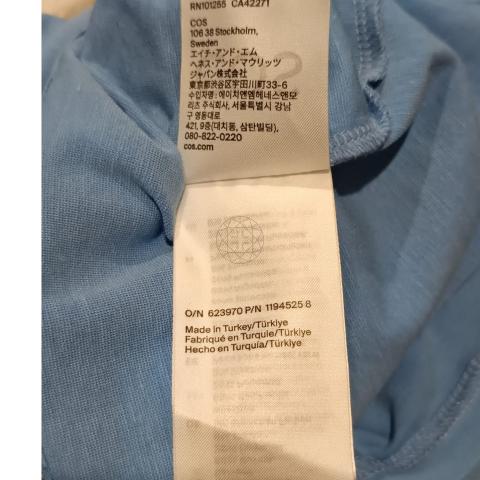 RN101255 CA42271
COS
106 38 Stockholm,
Sweden
エイチ・アンド・エム
ヘネス・アンド・マウリッツ
ジャパン株式会社
東京都渋谷区宇田川町33-6
수입자명: 에이치앤엠헤네스앤모
리츠 주식회사, 서울특별시 강남
구 영동대로
421, 9층(대치동, 삼탄빌딩),
080-822-0220
cos.com
O/N 623970 P/N 1194525 8
Made in Turkey/Türkiye
Fabriqué en Turquie/Türkiye
Hecho en Turquía/Türkiye